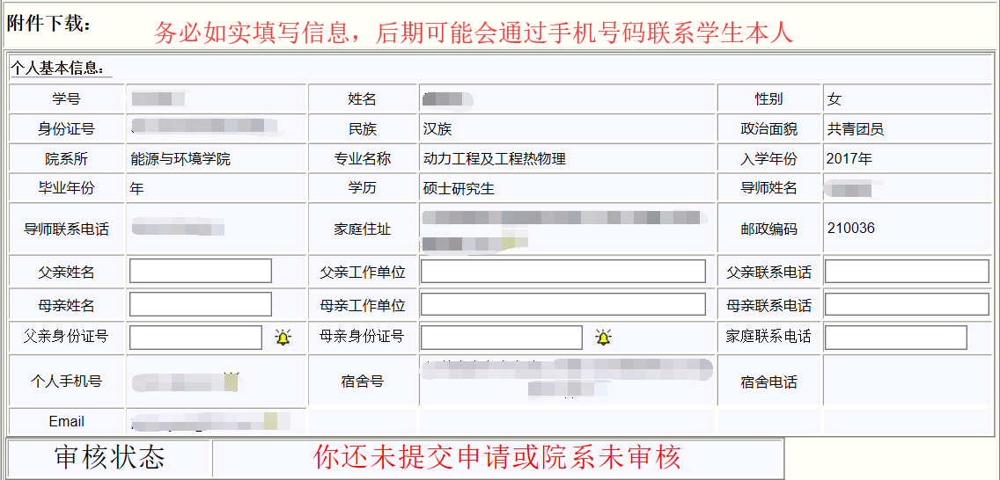 附件下载：
务必如实填写信息，后期可能会通过手机号码联系学生本人
个人基本信息：
学号 姓名 性别 女
身份证号 民族 汉族 政治面貌 共青团员
院系所 能源与环境学院 专业名称 动力工程及工程热物理 入学年份 2017年
毕业年份 年 学历 硕士研究生 导师姓名
导师联系电话 家庭住址 邮政编码 210036
父亲姓名 父亲工作单位 父亲联系电话
母亲姓名 母亲工作单位 母亲联系电话
父亲身份证号 母亲身份证号 家庭联系电话
个人手机号 宿舍号 宿舍电话
Email
审核状态 你还未提交申请或院系未审核